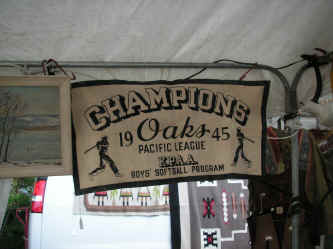 CHAMPIONS
19 Oaks 45
PACIFIC LEAGUE
E.P.A.A.
BOYS' SOFTBALL PROGRAM